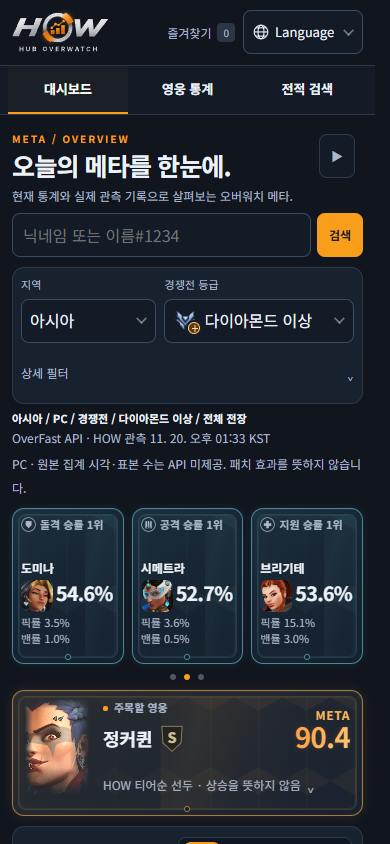 HOW
HUB OVERWATCH
즐겨찾기 0
Language
대시보드 영웅 통계 전적 검색
META / OVERVIEW
오늘의 메타를 한눈에.
현재 통계와 실제 관측 기록으로 살펴보는 오버워치 메타.
닉네임 또는 이름#1234 검색
지역 경쟁전 등급
아시아 다이아몬드 이상
상세 필터
아시아 / PC / 경쟁전 / 다이아몬드 이상 / 전체 전장
OverFast API · HOW 관측 11. 20. 오후 01:33 KST
PC · 원본 집계 시각·표본 수는 API 미제공. 패치 효과를 뜻하지 않습니
다.
돌격 승률 1위 공격 승률 1위 지원 승률 1위
도미나 시메트라 브리기테
54.6% 52.7% 53.6%
픽률 3.5% 픽률 3.6% 픽률 15.1%
밴률 1.0% 밴률 0.5% 밴률 3.0%
주목할 영웅
META
정커퀸 S
90.4
HOW 티어순 선두 · 상승을 뜻하지 않음